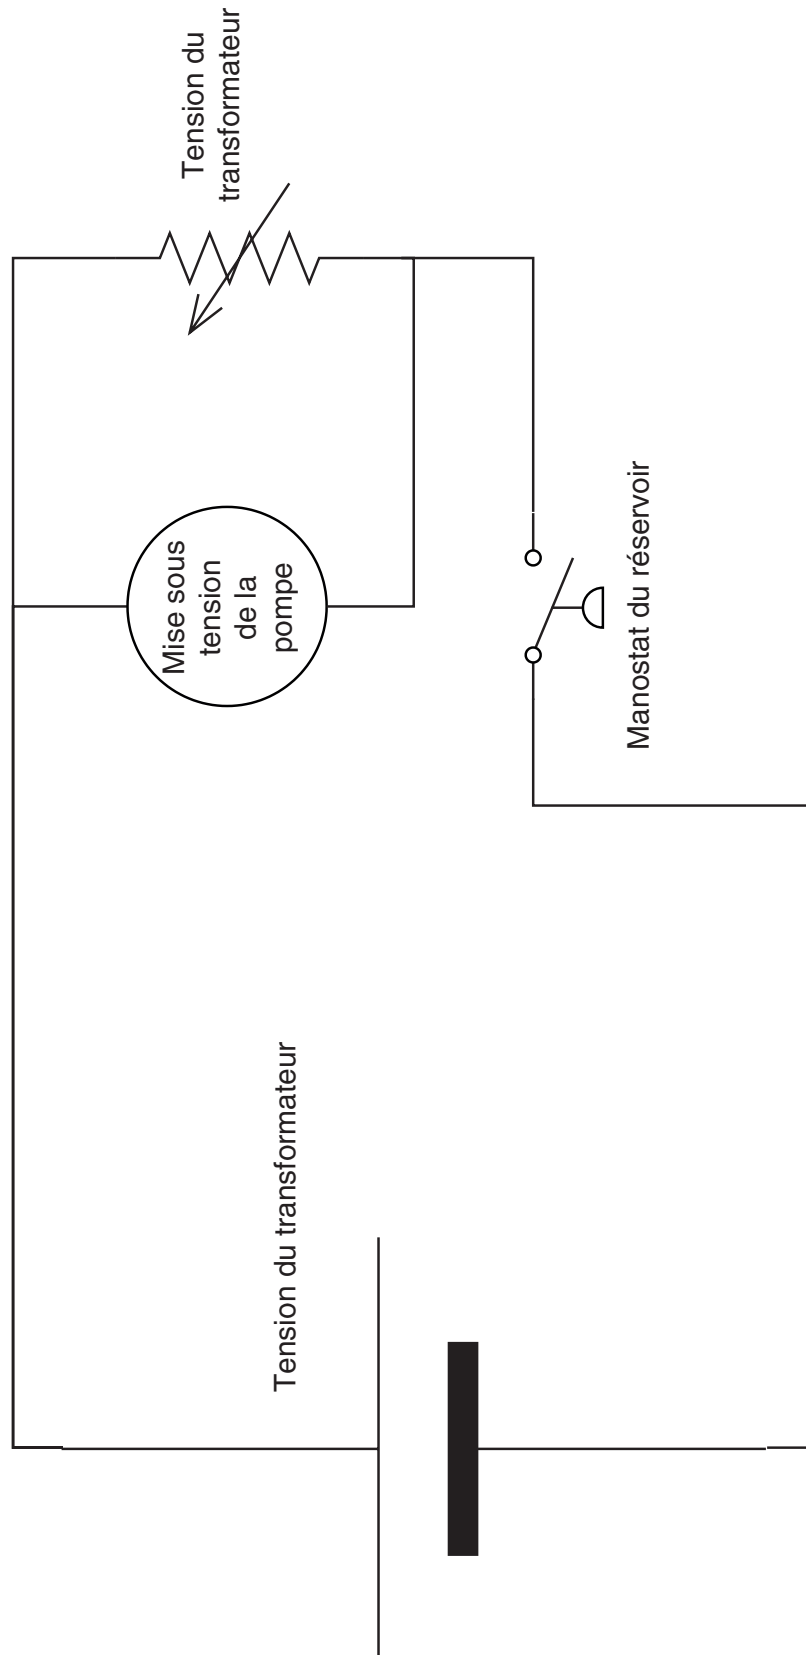 Tension du
transformateur
Mise sous
tension
de la
pompe
Manostat du réservoir
Tension du transformateur